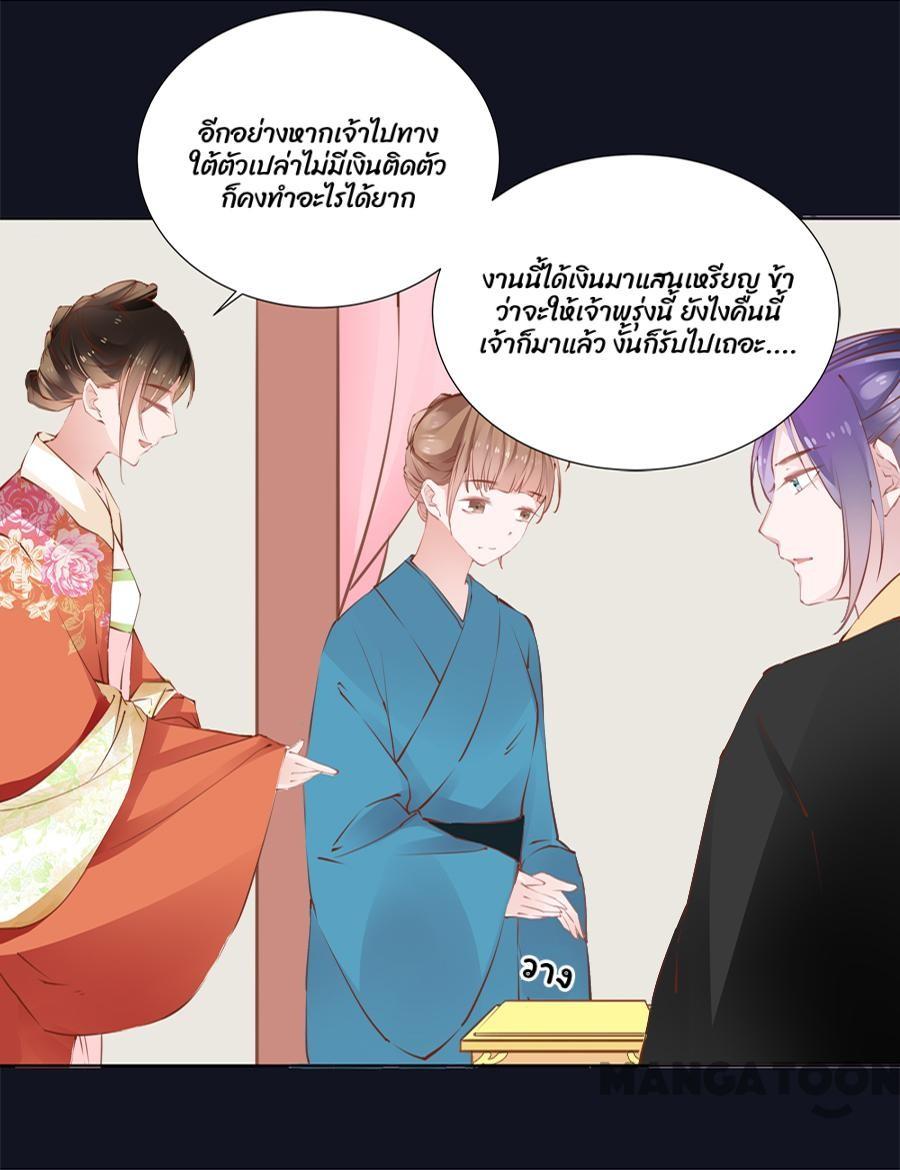 อีกอย่างหากเจ้าไปทาง
ใต้ตัวเปล่าไม่มีเงินติดตัว
ก็คงทำอะไรได้ยาก
งานนี้ได้เงินมาแสนเหรียญ ข้า
ว่าจะให้เจ้าพรุ่งนี้ ยังไงคืนนี้
เจ้าก็มาแล้ว งั้นก็รับไปเถอะ....
วาง
MANGATOON